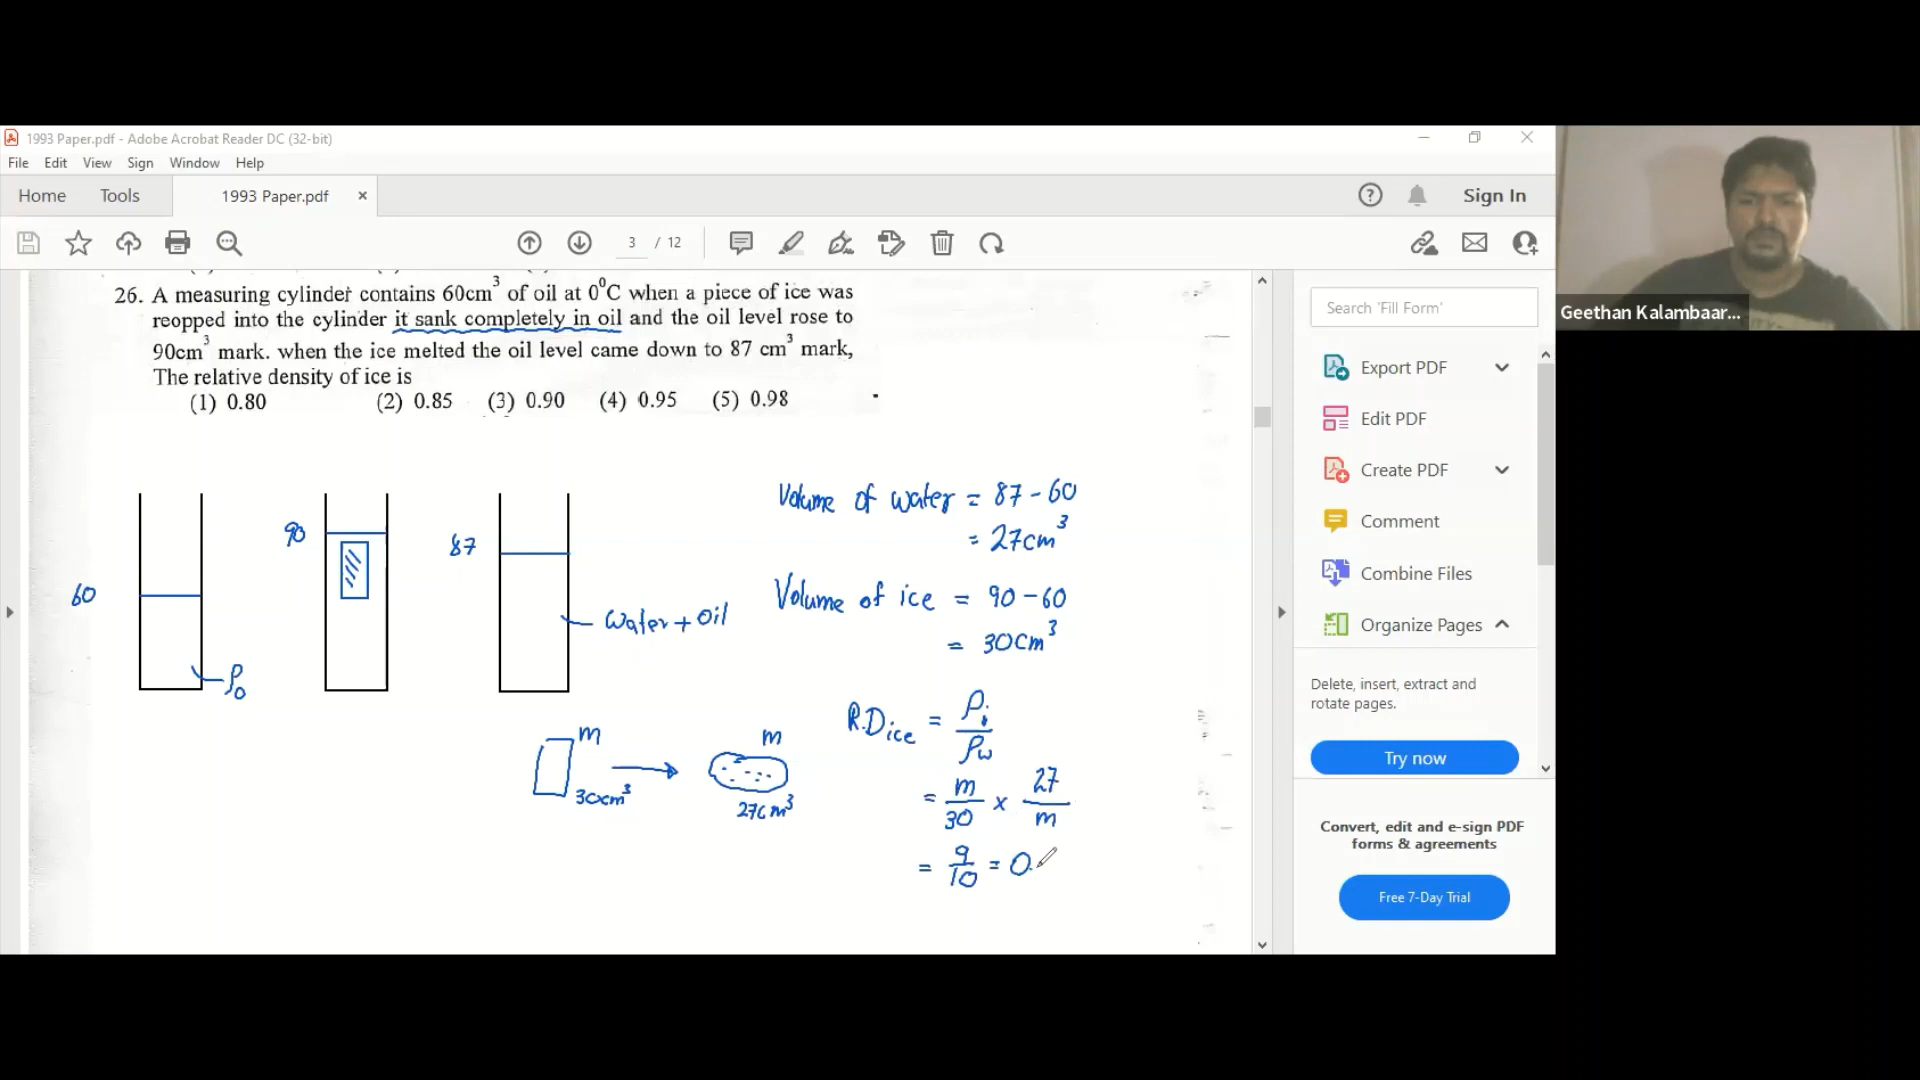 1993 Paper.pdf - Adobe Acrobat Reader DC (32-bit)
File Edit View Sign Window Help
Home Tools 1993 Paper.pdf × Sign In
3 / 12
26. A measuring cylinder contains 60cm³ of oil at 0⁰C when a piece of ice was
reopped into the cylinder it sank completely in oil and the oil level rose to
90cm³ mark. when the ice melted the oil level came down to 87 cm³ mark,
The relative density of ice is
(1) 0.80 (2) 0.85 (3) 0.90 (4) 0.95 (5) 0.98
60
ρ₀
90
87
Water + Oil
m
30cm³
m
27cm³
Volume of water = 87 - 60
= 27cm³
Volume of ice = 90 - 60
= 30cm³
R.D ice = ρi / ρw
= m/30 × 27/m
= 9/10 = 0.
Search 'Fill Form'
Export PDF
Edit PDF
Create PDF
Comment
Combine Files
Organize Pages
Delete, insert, extract and
rotate pages.
Try now
Convert, edit and e-sign PDF
forms & agreements
Free 7-Day Trial
Geethan Kalambaar...